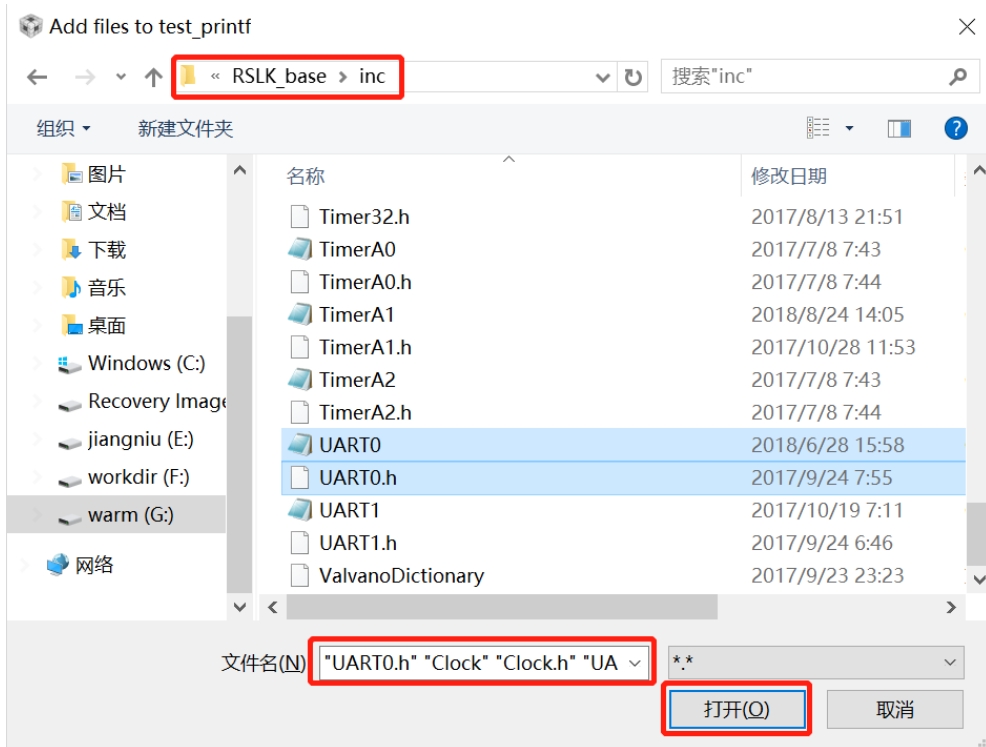 Add files to test_printf
« RSLK_base > inc
搜索"inc"
组织
新建文件夹
名称
修改日期
图片
文档
下载
音乐
桌面
Windows (C:)
Recovery Image
jiangniu (E:)
workdir (F:)
warm (G:)
网络
Timer32.h 2017/8/13 21:51
TimerA0 2017/7/8 7:43
TimerA0.h 2017/7/8 7:44
TimerA1 2018/8/24 14:05
TimerA1.h 2017/10/28 11:53
TimerA2 2017/7/8 7:43
TimerA2.h 2017/7/8 7:44
UART0 2018/6/28 15:58
UART0.h 2017/9/24 7:55
UART1 2017/10/19 7:11
UART1.h 2017/9/24 6:46
ValvanoDictionary 2017/9/23 23:23
文件名(N) "UART0.h" "Clock" "Clock.h" "UA
*.*
打开(O)
取消